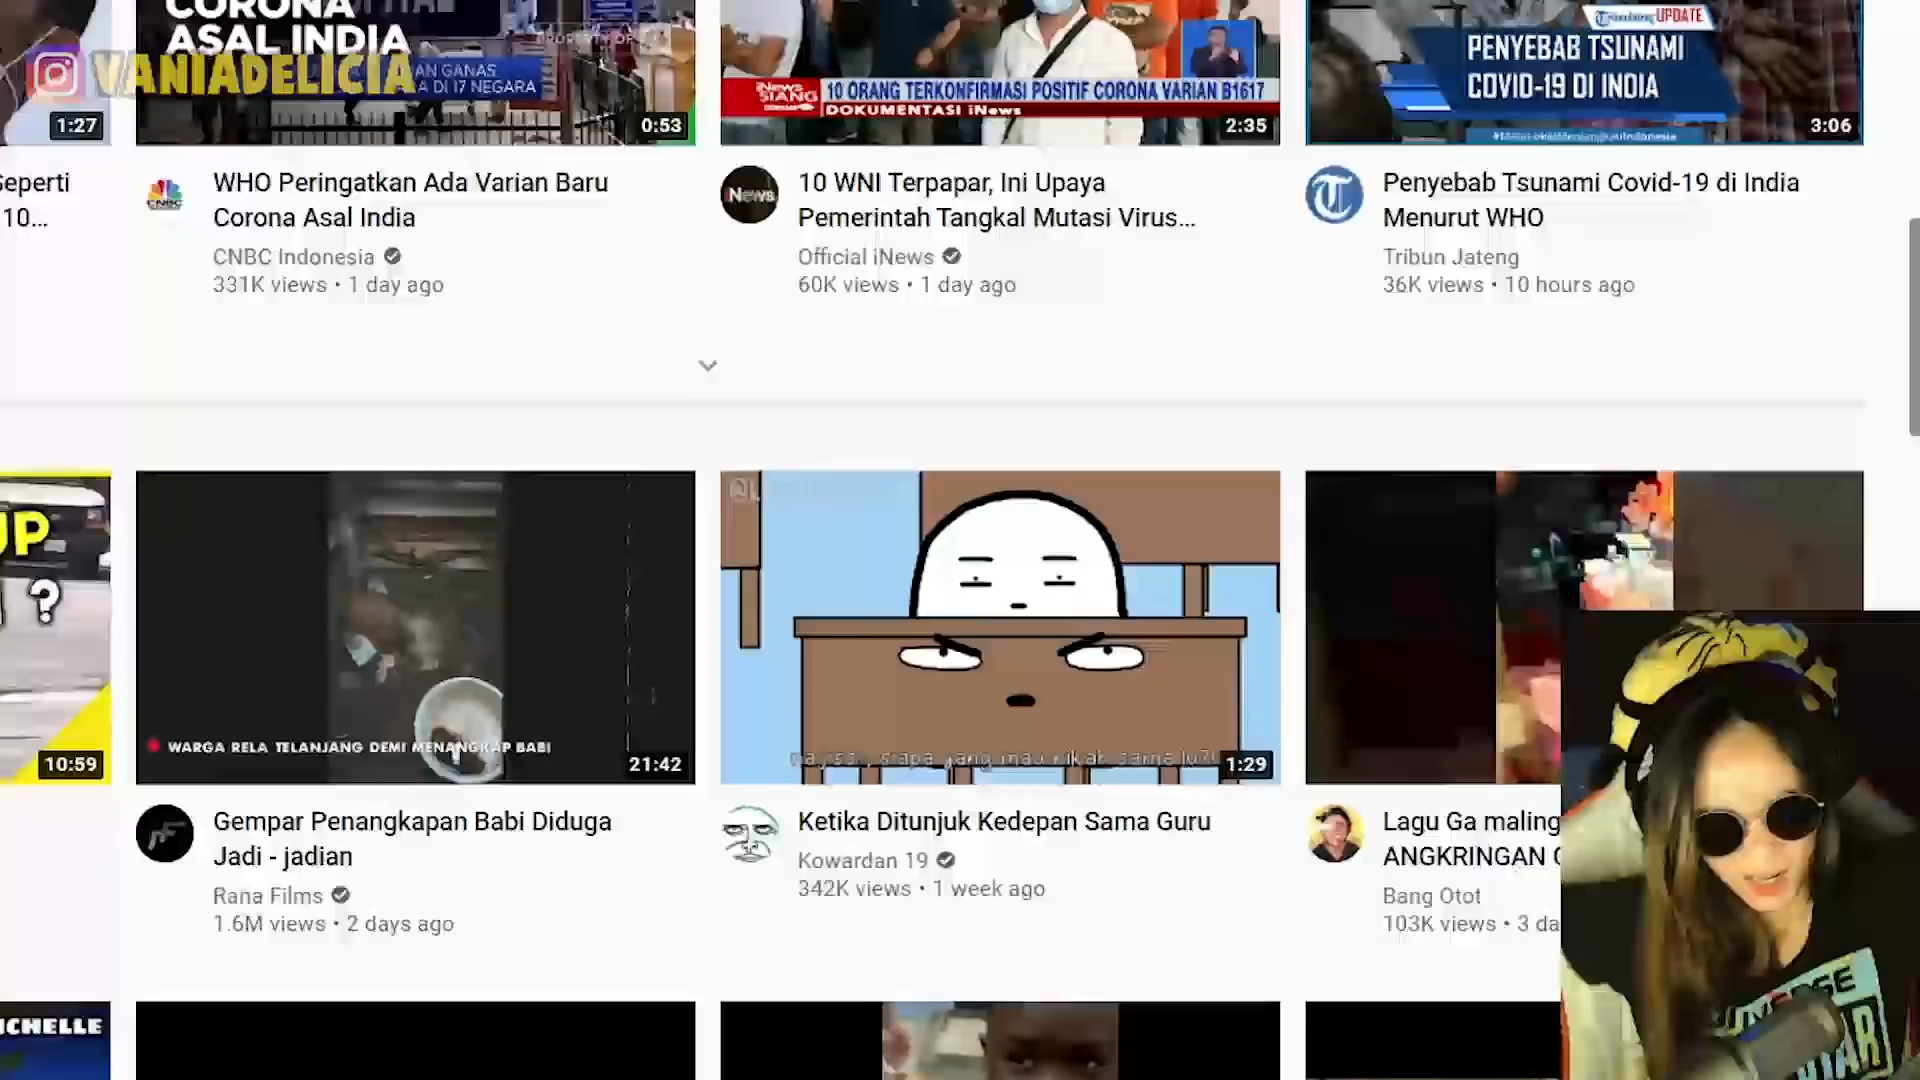 CORONA
ASAL INDIA
VANIADELICIA
AN GANAS
A DI 17 NEGARA
1:27
0:53
iNews
SIANG
10 ORANG TERKONFIRMASI POSITIF CORONA VARIAN B1617
DOKUMENTASI iNews
2:35
UPDATE
PENYEBAB TSUNAMI
COVID-19 DI INDIA
3:06
Seperti
10...
CNBC
WHO Peringatkan Ada Varian Baru
Corona Asal India
CNBC Indonesia
331K views • 1 day ago
News
10 WNI Terpapar, Ini Upaya
Pemerintah Tangkal Mutasi Virus...
Official iNews
60K views • 1 day ago
T
Penyebab Tsunami Covid-19 di India
Menurut WHO
Tribun Jateng
36K views • 10 hours ago
UP
?
10:59
WARGA RELA TELANJANG DEMI MENANGKAP BABI
21:42
1:29
rF
Gempar Penangkapan Babi Diduga
Jadi - jadian
Rana Films
1.6M views • 2 days ago
Ketika Ditunjuk Kedepan Sama Guru
Kowardan 19
342K views • 1 week ago
Lagu Ga maling
ANGKRINGAN
Bang Otot
103K views • 3 da
ICHELLE